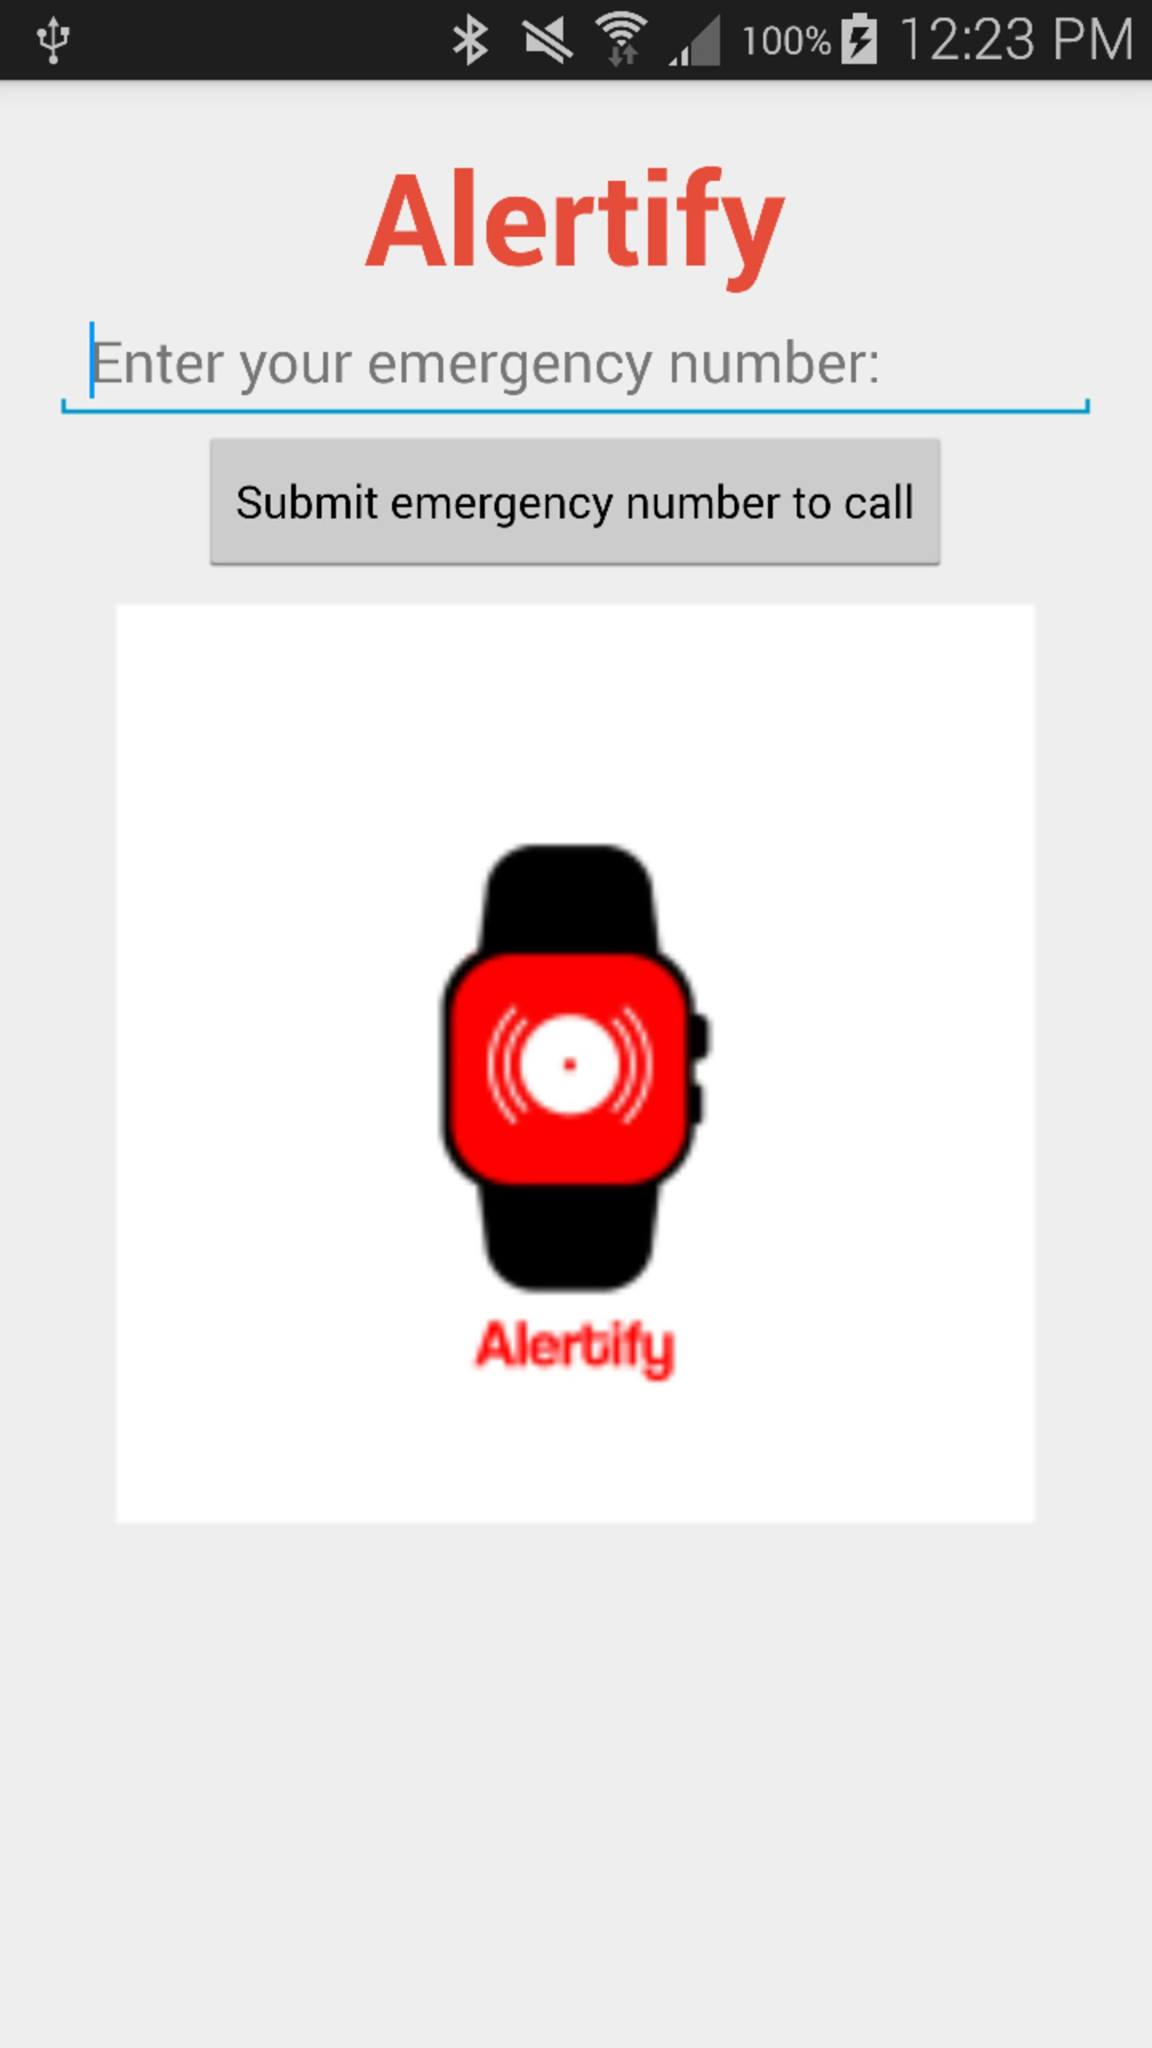 100% 12:23 PM
Alertify
Enter your emergency number:
Submit emergency number to call
Alertify